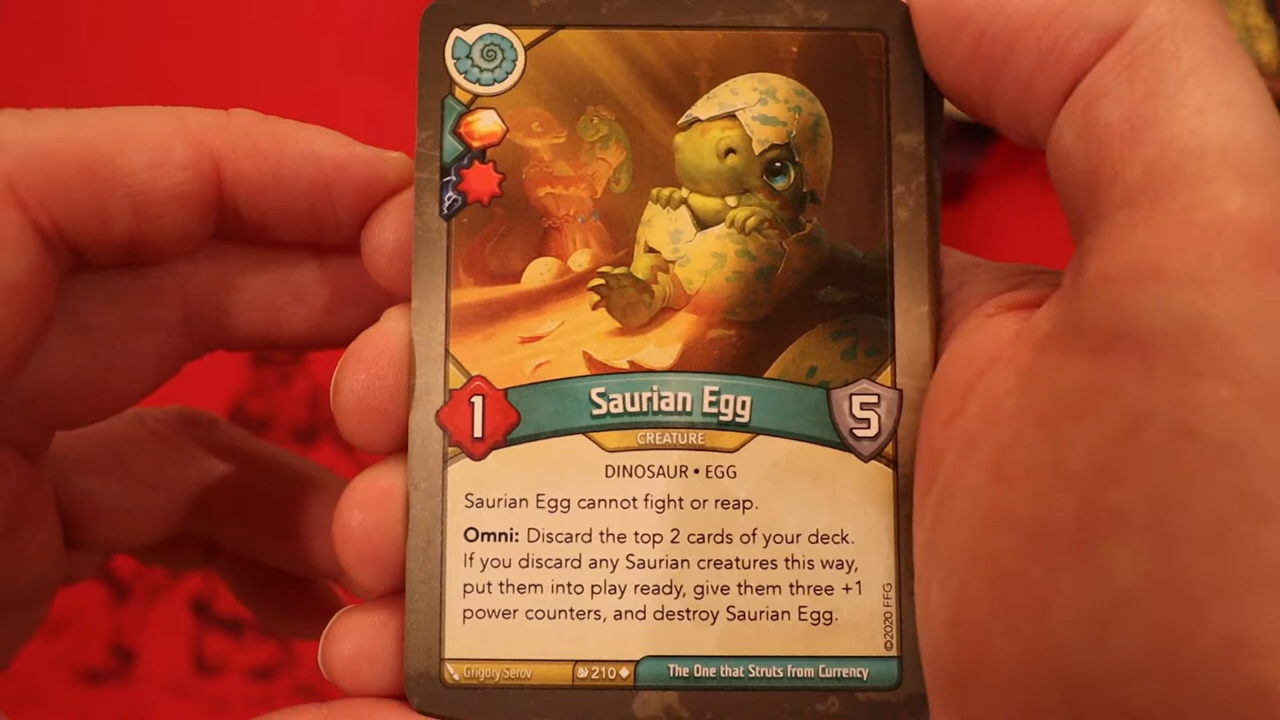 1
Saurian Egg
5
CREATURE
DINOSAUR • EGG
Saurian Egg cannot fight or reap.
Omni: Discard the top 2 cards of your deck.
If you discard any Saurian creatures this way,
put them into play ready, give them three +1
power counters, and destroy Saurian Egg.
©2020 FFG
Grigory Serov
210
The One that Struts from Currency